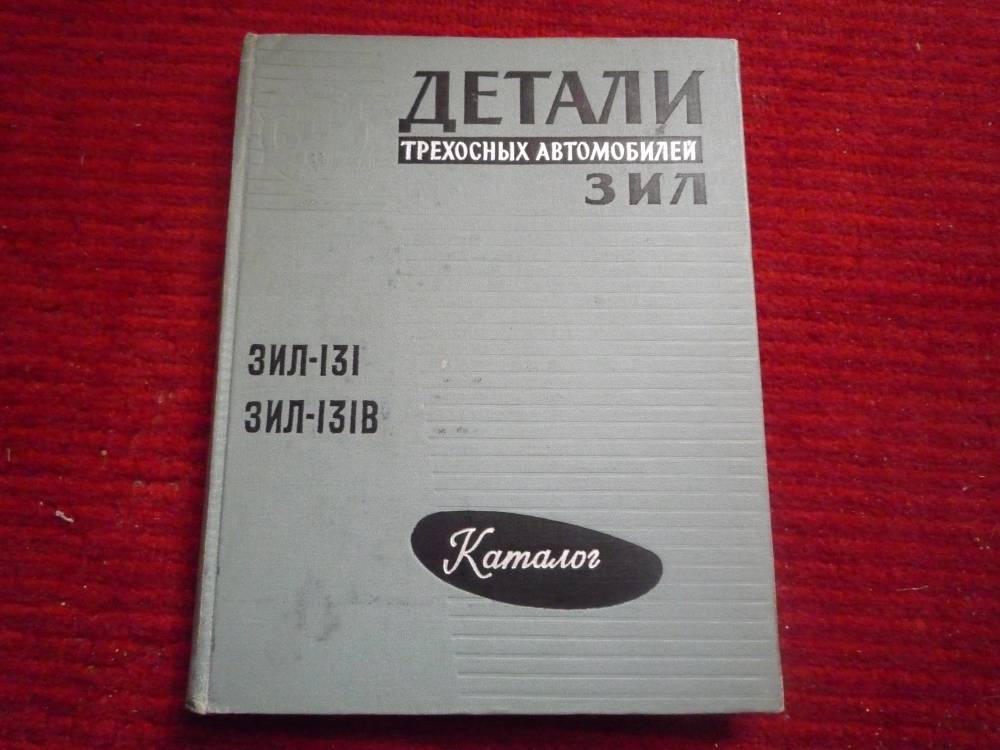 ДЕТАЛИ
ТРЕХОСНЫХ АВТОМОБИЛЕЙ
ЗИЛ
ЗИЛ-131
ЗИЛ-131В
Каталог